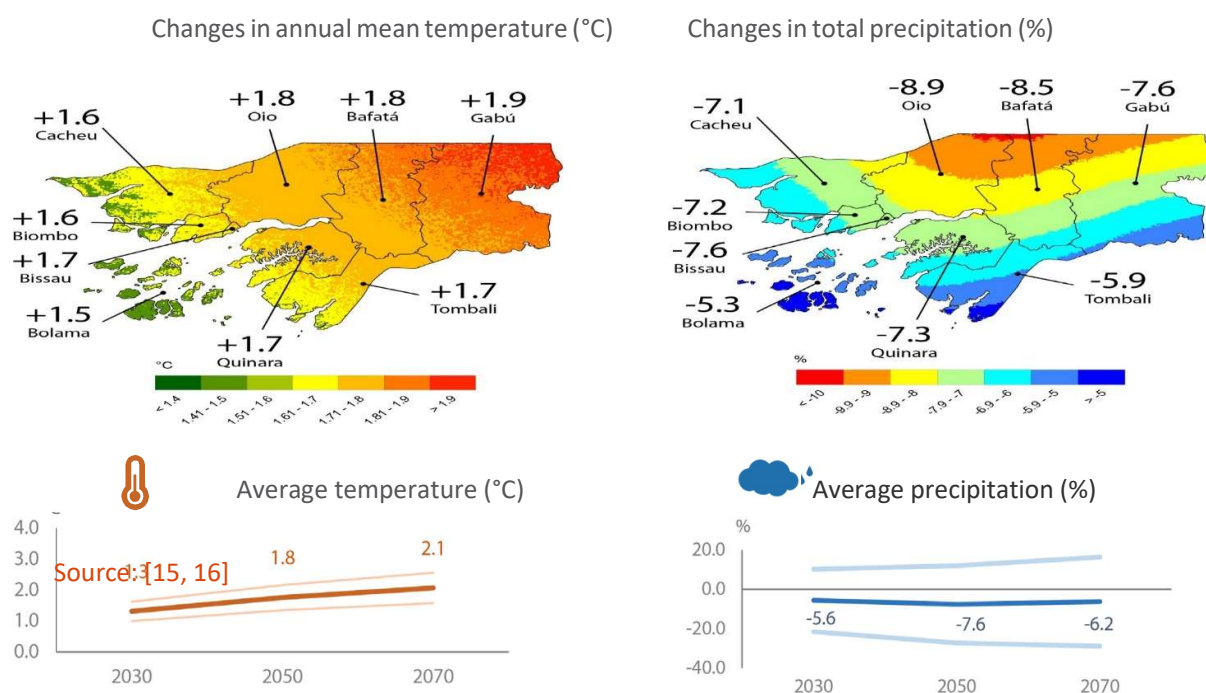 Changes in annual mean temperature (°C)
Changes in total precipitation (%)
+1.6
Cacheu
+1.8
Oio
+1.8
Bafatá
+1.9
Gabú
+1.6
Biombo
+1.7
Bissau
+1.5
Bolama
+1.7
Quinara
+1.7
Tombali
°C
< 1.4
1.41 - 1.5
1.51 - 1.6
1.61 - 1.7
1.71 - 1.8
1.81 - 1.9
> 1.9
-7.1
Cacheu
-8.9
Oio
-8.5
Bafatá
-7.6
Gabú
-7.2
Biombo
-7.6
Bissau
-5.3
Bolama
-7.3
Quinara
-5.9
Tombali
%
< -10
-9.9 - -9
-8.9 - -8
-7.9 - -7
-6.9 - -6
-5.9 - -5
> -5
Average temperature (°C)
4.0
3.0
2.0
1.0
0.0
1.3
1.8
2.1
Source: [15, 16]
2030
2050
2070
Average precipitation (%)
%
20.0
0.0
-20.0
-40.0
-5.6
-7.6
-6.2
2030
2050
2070